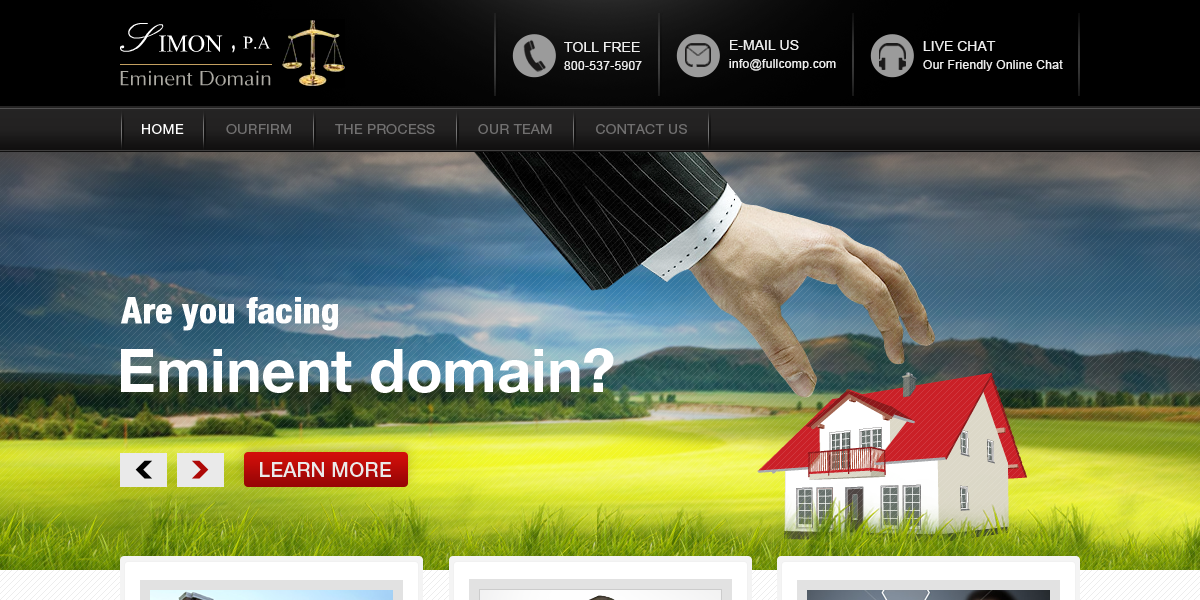 SIMON , P.A
Eminent Domain
TOLL FREE
800-537-5907
E-MAIL US
info@fullcomp.com
LIVE CHAT
Our Friendly Online Chat
HOME OURFIRM THE PROCESS OUR TEAM CONTACT US
Are you facing
Eminent domain?
LEARN MORE